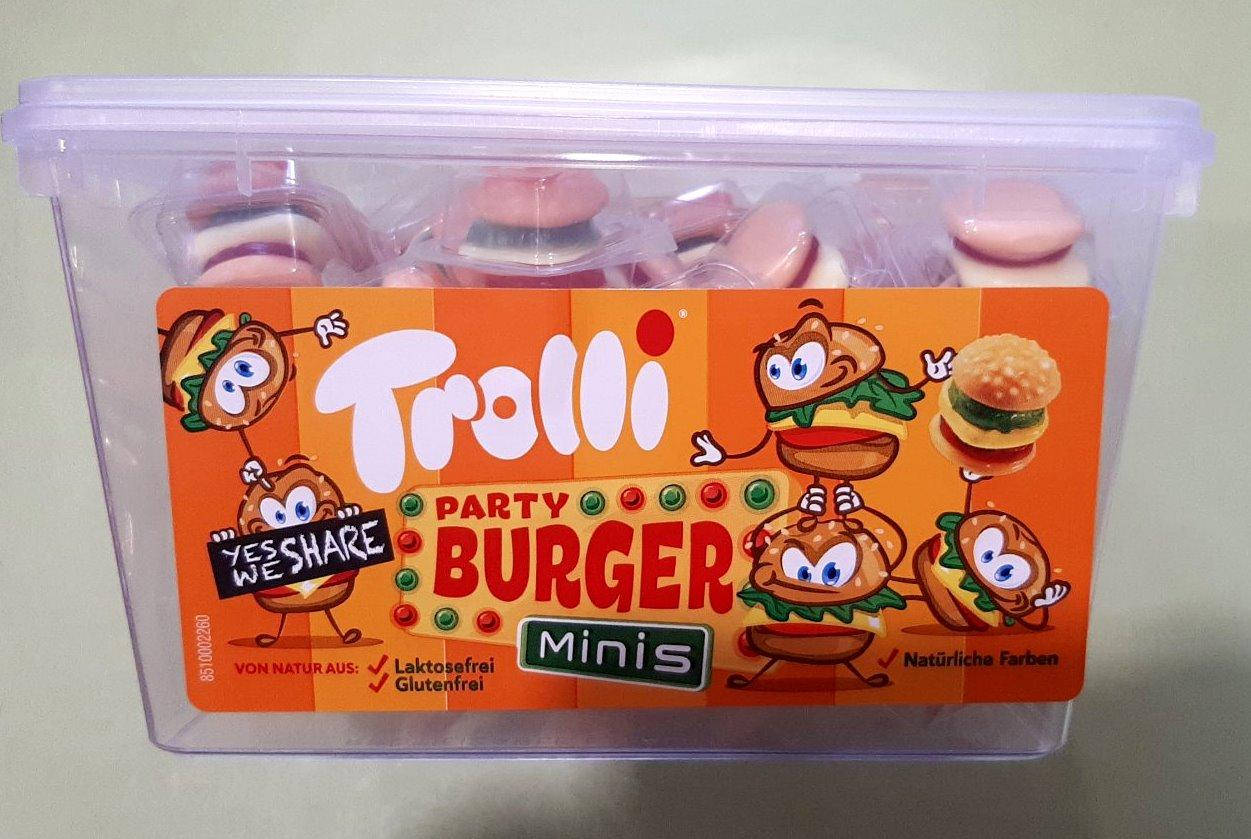 Trolli®
PARTY
BURGER
Minis
YES
WE SHARE
8510002260
VON NATUR AUS: ✓ Laktosefrei
✓ Glutenfrei
✓ Natürliche Farben